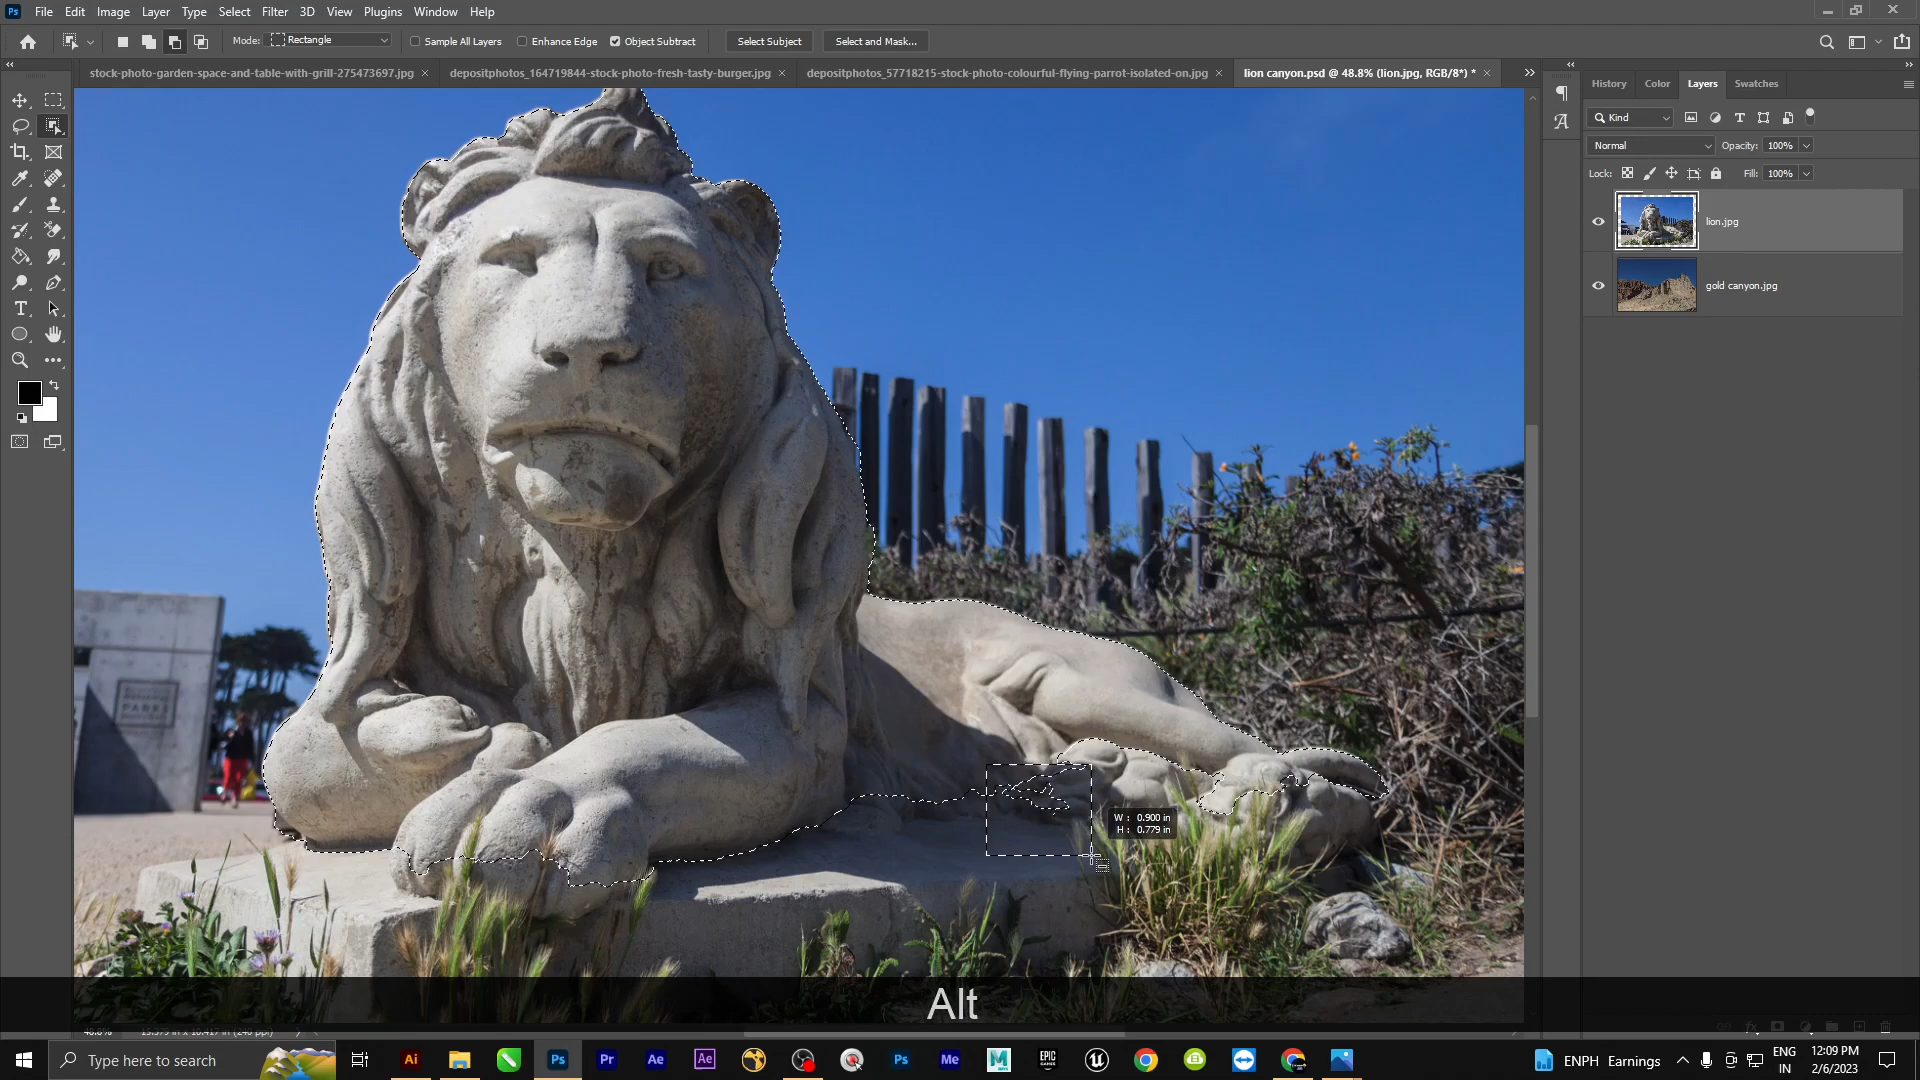 File Edit Image Layer Type Select Filter 3D View Plugins Window Help
Mode: Rectangle Sample All Layers Enhance Edge Object Subtract Select Subject Select and Mask...
stock-photo-garden-space-and-table-with-grill-275473697.jpg depositphotos_164719844-stock-photo-fresh-tasty-burger.jpg depositphotos_57718215-stock-photo-colourful-flying-parrot-isolated-on.jpg lion canyon.psd @ 48.8% (lion.jpg, RGB/8*) *
History Color Layers Swatches
Kind
Normal Opacity: 100%
Lock: Fill: 100%
lion.jpg
gold canyon.jpg
PARKS
W : 0.900 in
H : 0.779 in
Alt
Type here to search
ENPH Earnings
ENG
IN
12:09 PM
2/6/2023